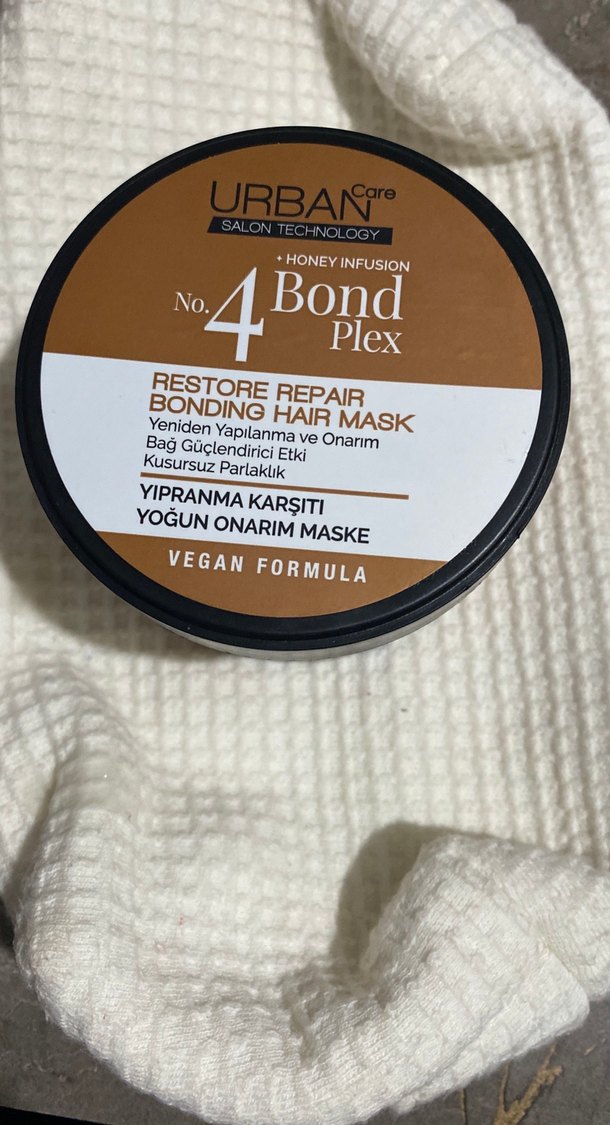 URBAN Care
SALON TECHNOLOGY
+ HONEY INFUSION
No.4 Bond
Plex
RESTORE REPAIR
BONDING HAIR MASK
Yeniden Yapılanma ve Onarım
Bağ Güçlendirici Etki
Kusursuz Parlaklık
YIPRANMA KARŞITI
YOĞUN ONARIM MASKE
VEGAN FORMULA